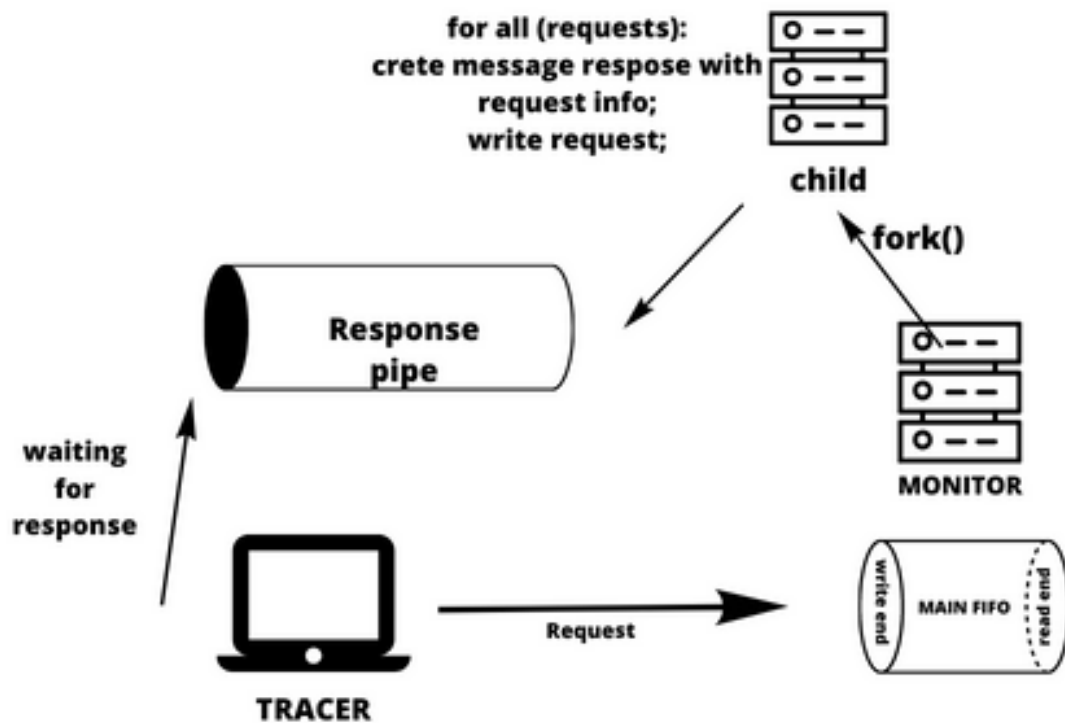 for all (requests):
crete message respose with
request info;
write request;
child
fork()
Response
pipe
MONITOR
waiting
for
response
write end
MAIN FIFO
read end
Request
TRACER